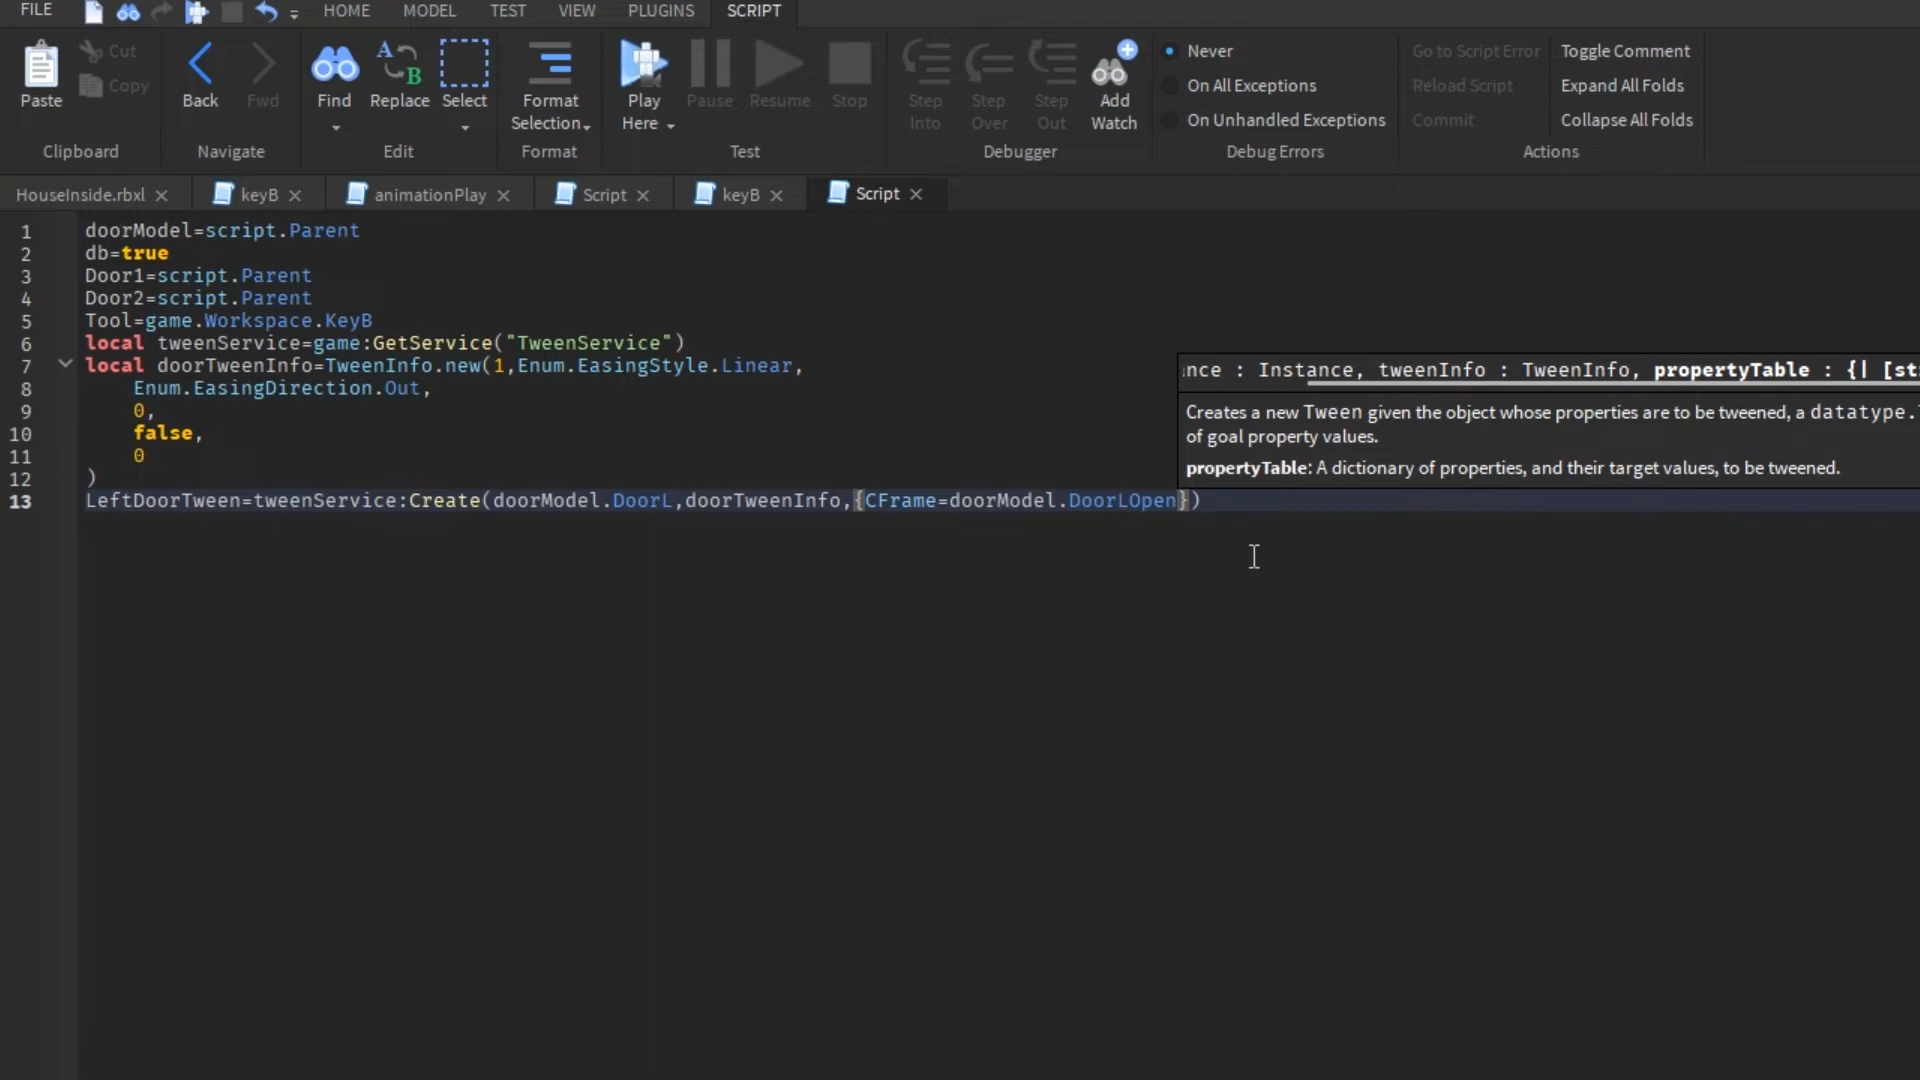 FILE HOME MODEL TEST VIEW PLUGINS SCRIPT
Paste
Cut
Copy
Clipboard
Back
Fwd
Navigate
Find
Replace
Select
Edit
Format
Selection
Format
Play
Here
Pause
Resume
Stop
Test
Step
Into
Step
Over
Step
Out
Add
Watch
Debugger
Never
On All Exceptions
On Unhandled Exceptions
Debug Errors
Go to Script Error
Reload Script
Commit
Toggle Comment
Expand All Folds
Collapse All Folds
Actions
HouseInside.rbxl keyB animationPlay Script keyB Script
1 doorModel=script.Parent
2 db=true
3 Door1=script.Parent
4 Door2=script.Parent
5 Tool=game.Workspace.KeyB
6 local tweenService=game:GetService("TweenService")
7 local doorTweenInfo=TweenInfo.new(1,Enum.EasingStyle.Linear,
8 Enum.EasingDirection.Out,
9 0,
10 false,
11 0
12 )
13 LeftDoorTween=tweenService:Create(doorModel.DoorL,doorTweenInfo,{CFrame=doorModel.DoorLOpen})
nce : Instance, tweenInfo : TweenInfo, propertyTable : {| [st
Creates a new Tween given the object whose properties are to be tweened, a datatype.
of goal property values.
propertyTable: A dictionary of properties, and their target values, to be tweened.